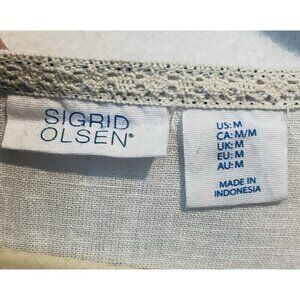 SIGRID
OLSEN®
US: M
CA: M/M
UK: M
EU: M
AU: M
MADE IN
INDONESIA